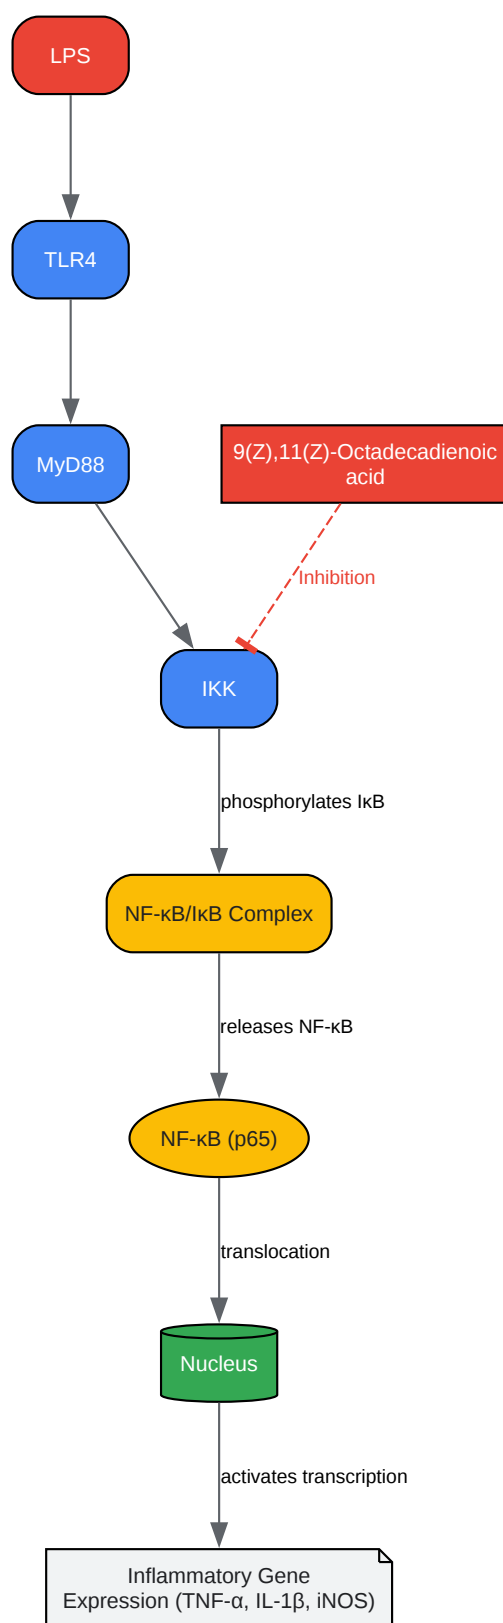 LPS
TLR4
MyD88
9(Z),11(Z)-Octadecadienoic
acid
Inhibition
IKK
phosphorylates IκB
NF-κB/IκB Complex
releases NF-κB
NF-κB (p65)
translocation
Nucleus
activates transcription
Inflammatory Gene
Expression (TNF-α, IL-1β, iNOS)